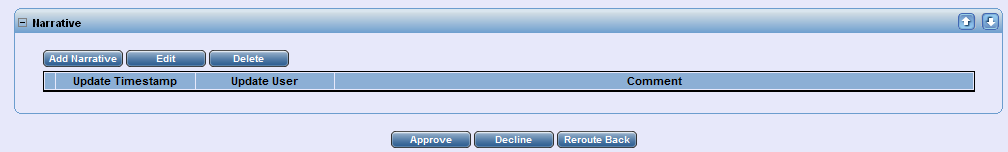 Narrative
Add Narrative Edit Delete
Update Timestamp Update User Comment
Approve Decline Reroute Back